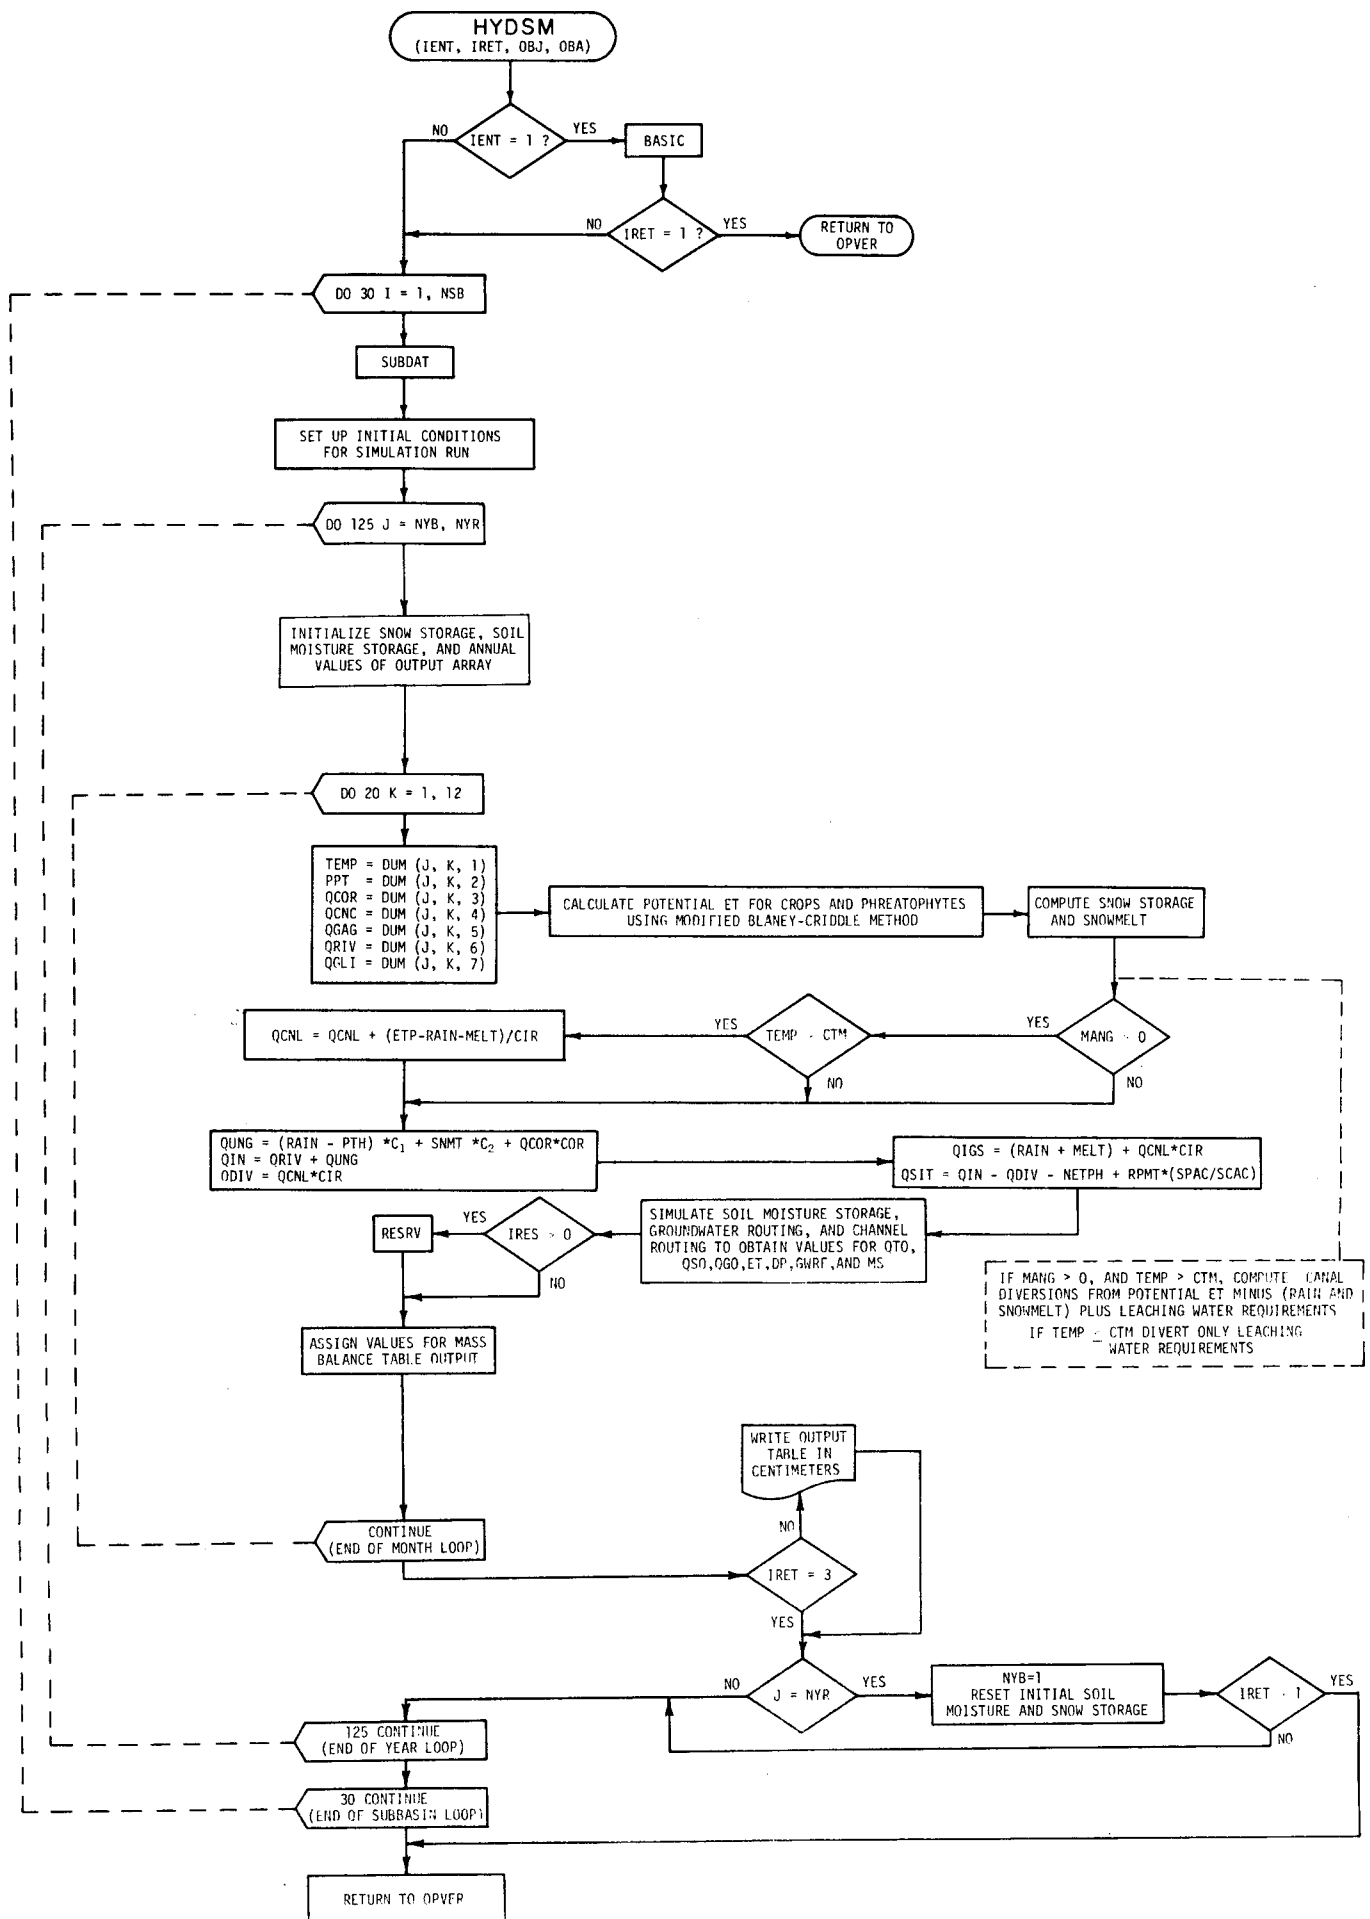 HYDSM
(IENT, IRET, OBJ, OBA)
NO
IENT = 1 ?
YES
BASIC
NO
IRET = 1 ?
YES
RETURN TO
OPVER
DO 30 I = 1, NSB
SUBDAT
SET UP INITIAL CONDITIONS
FOR SIMULATION RUN
DO 125 J = NYB, NYR
INITIALIZE SNOW STORAGE, SOIL
MOISTURE STORAGE, AND ANNUAL
VALUES OF OUTPUT ARRAY
DO 20 K = 1, 12
TEMP = DUM (J, K, 1)
PPT = DUM (J, K, 2)
QCOR = DUM (J, K, 3)
QCNC = DUM (J, K, 4)
QGAG = DUM (J, K, 5)
QRIV = DUM (J, K, 6)
QGLI = DUM (J, K, 7)
CALCULATE POTENTIAL ET FOR CROPS AND PHREATOPHYTES
USING MODIFIED BLANEY-CRIDDLE METHOD
COMPUTE SNOW STORAGE
AND SNOWMELT
QCNL = QCNL + (ETP-RAIN-MELT)/CIR
YES
TEMP CTM
NO
YES
MANG 0
NO
QUNG = (RAIN - PTH) *C1 + SNMT *C2 + QCOR*COR
QIN = QRIV + QUNG
QDIV = QCNL*CIR
QIGS = (RAIN + MELT) + QCNL*CIR
QSIT = QIN - QDIV - NETPH + RPMT*(SPAC/SCAC)
RESRV
YES
IRES 0
NO
SIMULATE SOIL MOISTURE STORAGE,
GROUNDWATER ROUTING, AND CHANNEL
ROUTING TO OBTAIN VALUES FOR QTO,
QSO,QGO,ET,DP,GWRF,AND MS
IF MANG > 0, AND TEMP > CTM, COMPUTE CANAL
DIVERSIONS FROM POTENTIAL ET MINUS (RAIN AND
SNOWMELT) PLUS LEACHING WATER REQUIREMENTS
IF TEMP CTM DIVERT ONLY LEACHING
WATER REQUIREMENTS
ASSIGN VALUES FOR MASS
BALANCE TABLE OUTPUT
WRITE OUTPUT
TABLE IN
CENTIMETERS
CONTINUE
(END OF MONTH LOOP)
NO
IRET = 3
YES
NO
J = NYR
YES
NYB=1
RESET INITIAL SOIL
MOISTURE AND SNOW STORAGE
IRET 1
YES
NO
125 CONTINUE
(END OF YEAR LOOP)
30 CONTINUE
(END OF SUBBASIN LOOP)
RETURN TO OPVER